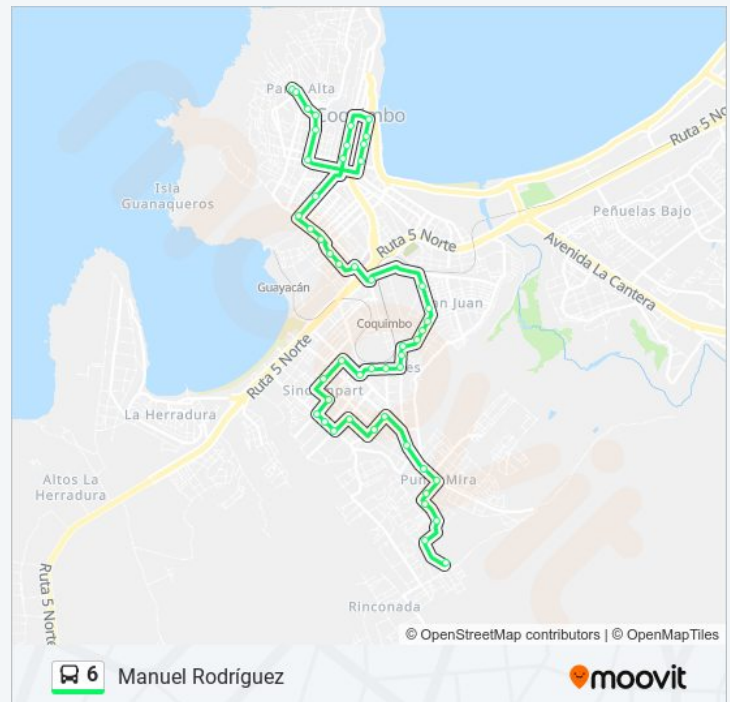 Parte Alta
Coquimbo
Isla
Guanaqueros
Ruta 5 Norte
Peñuelas Bajo
Ruta 5 Norte
Avenida La Cantera
Guayacán
San Juan
Coquimbo
Ruta 5 Norte
Sindempart
La Herradura
Altos La
Herradura
Punta Mira
Ruta 5 Norte
Rinconada
© OpenStreetMap contributors | © OpenMapTiles
6 Manuel Rodríguez
moovit